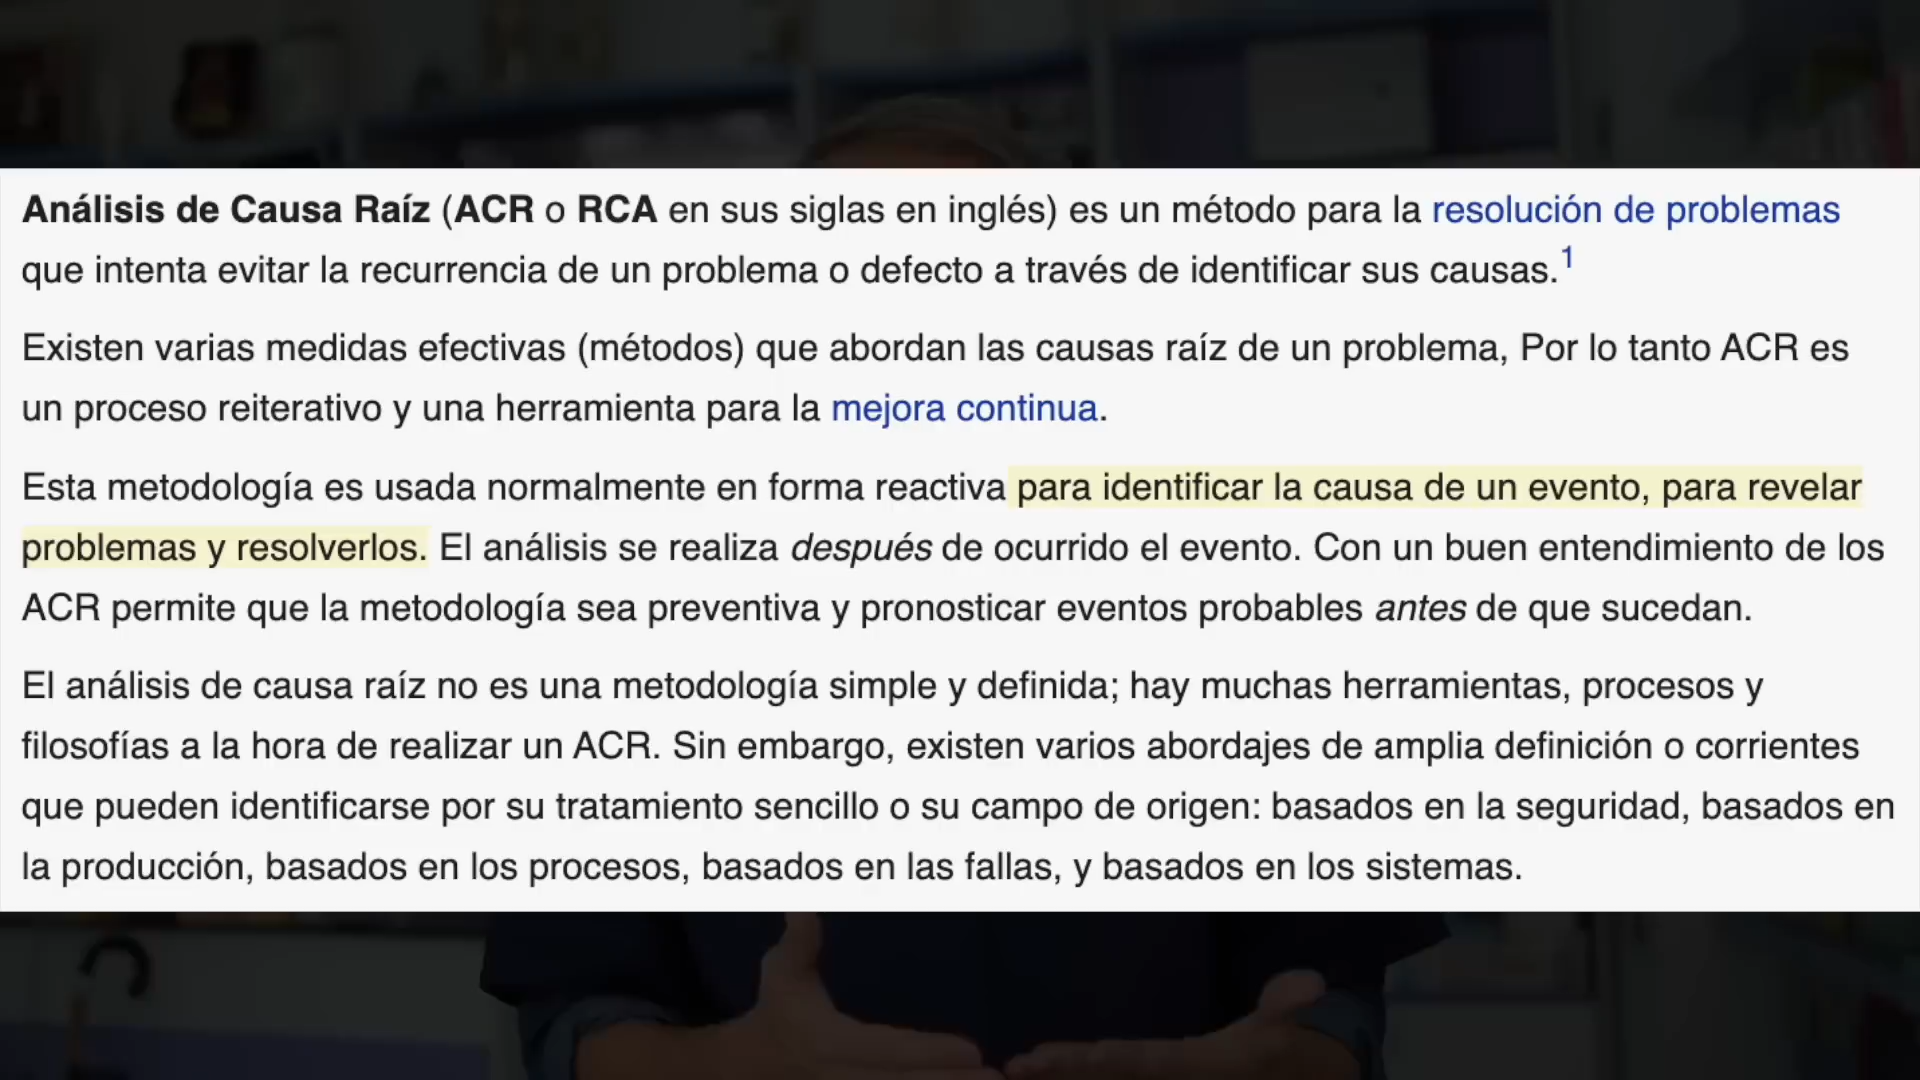 Análisis de Causa Raíz (ACR o RCA en sus siglas en inglés) es un método para la resolución de problemas
que intenta evitar la recurrencia de un problema o defecto a través de identificar sus causas.1
Existen varias medidas efectivas (métodos) que abordan las causas raíz de un problema, Por lo tanto ACR es
un proceso reiterativo y una herramienta para la mejora continua.
Esta metodología es usada normalmente en forma reactiva para identificar la causa de un evento, para revelar
problemas y resolverlos. El análisis se realiza después de ocurrido el evento. Con un buen entendimiento de los
ACR permite que la metodología sea preventiva y pronosticar eventos probables antes de que sucedan.
El análisis de causa raíz no es una metodología simple y definida; hay muchas herramientas, procesos y
filosofías a la hora de realizar un ACR. Sin embargo, existen varios abordajes de amplia definición o corrientes
que pueden identificarse por su tratamiento sencillo o su campo de origen: basados en la seguridad, basados en
la producción, basados en los procesos, basados en las fallas, y basados en los sistemas.